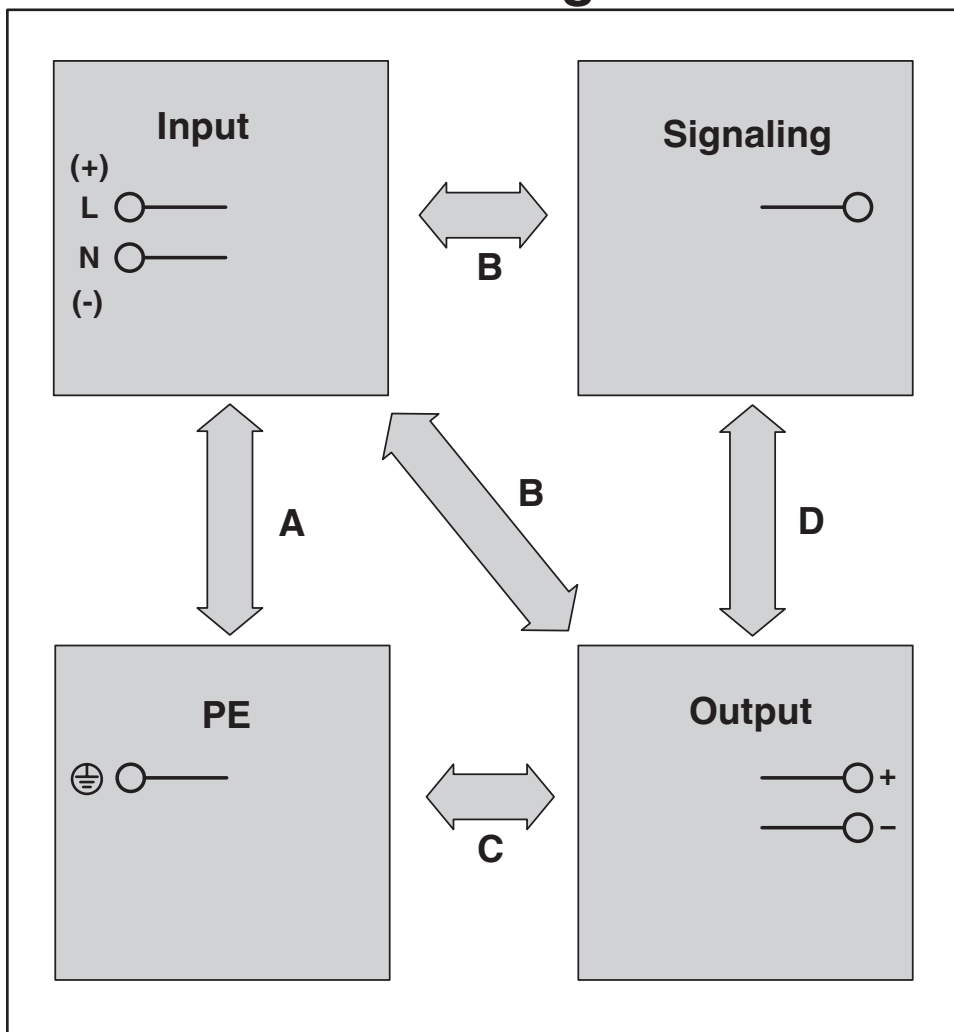 Input
(+)
L
N
(-)
Signaling
B
A
B
D
PE
Output
+
–
C